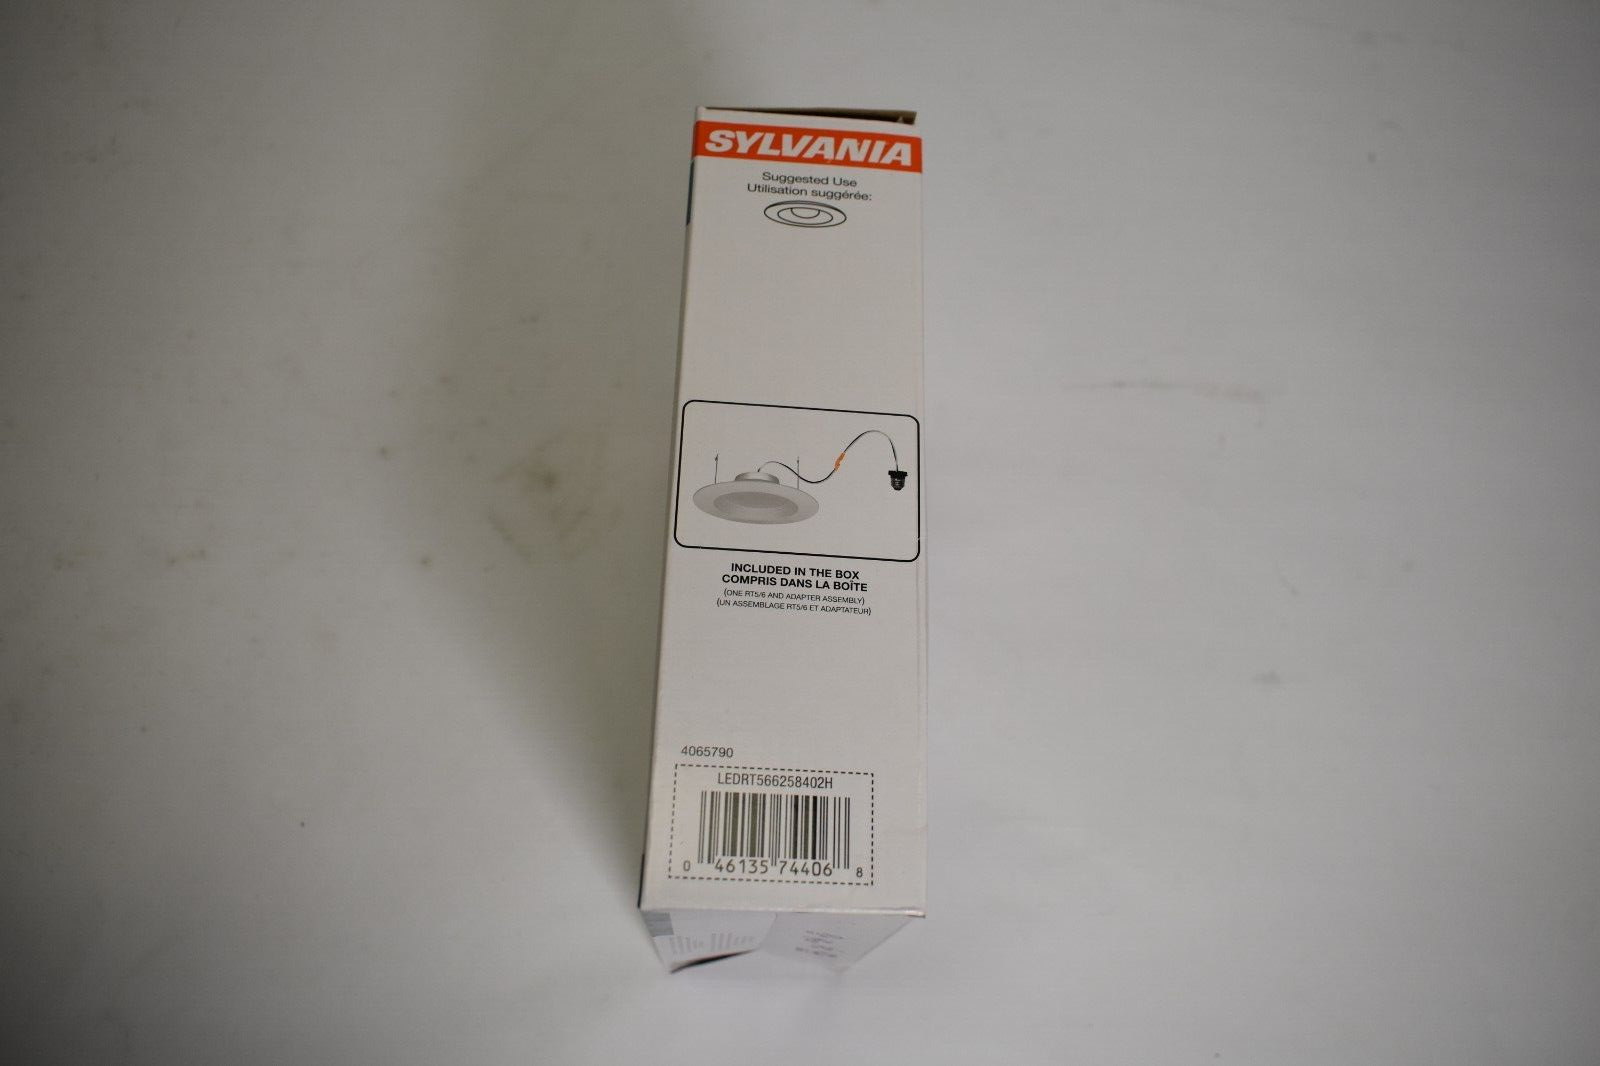 SYLVANIA
Suggested Use
Utilisation suggérée:
INCLUDED IN THE BOX
COMPRIS DANS LA BOÎTE
(ONE RT5/6 AND ADAPTER ASSEMBLY)
(UN ASSEMBLAGE RT5/6 ET ADAPTATEUR)
4065790
LEDRT566258402H
0 46135 74406 8